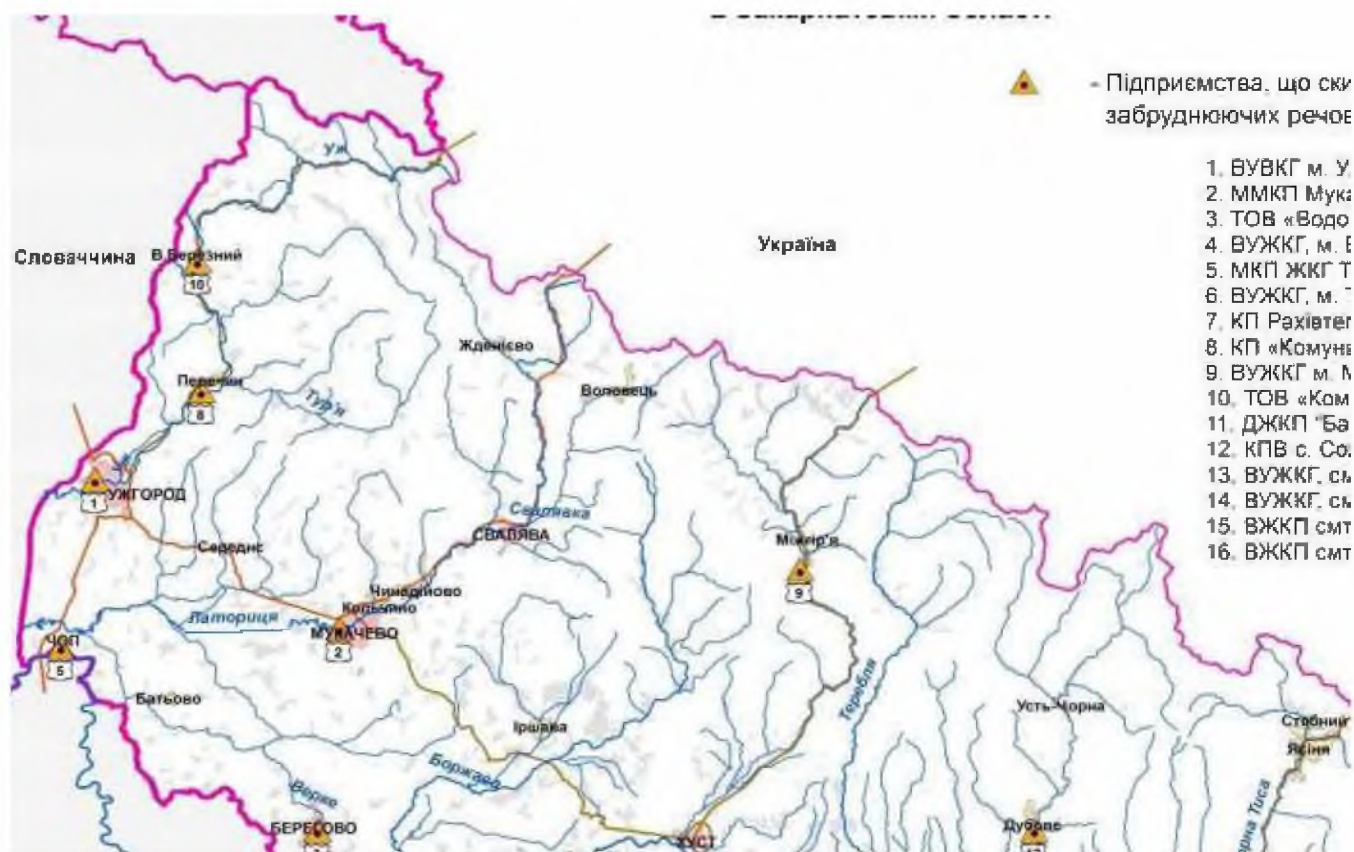 - Підприємства, що ски
забруднюючих речов
1. ВУВКГ м. У
2. ММКП Мука
3. ТОВ «Водо
4. ВУЖКГ, м. Б
5. МКП ЖКГ Т
6. ВУЖКГ, м.
7. КП Рахівтеп
8. КП «Комуна
9. ВУЖКГ м. М
10. ТОВ «Ком
11. ДЖКП "Ба
12. КПВ с. Со
13. ВУЖКГ, см
14. ВУЖКГ, см
15. ВЖКП смт
16. ВЖКП смт
Уж
Словаччина
В.Березний
10
Україна
Жденієво
Воловець
Перечин
8
Тур'я
УЖГОРОД
1
Свалявка
СВАЛЯВА
Середнє
Міжгір'я
9
Чинадійово
Кольчино
Латориця
МУКАЧЕВО
2
ЧОП
5
Батьово
Теребля
Усть-Чорна
Іршава
Стебний
Ясіня
Боржава
Верке
БЕРЕГОВО
ХУСТ
Дубове
орна Тиса